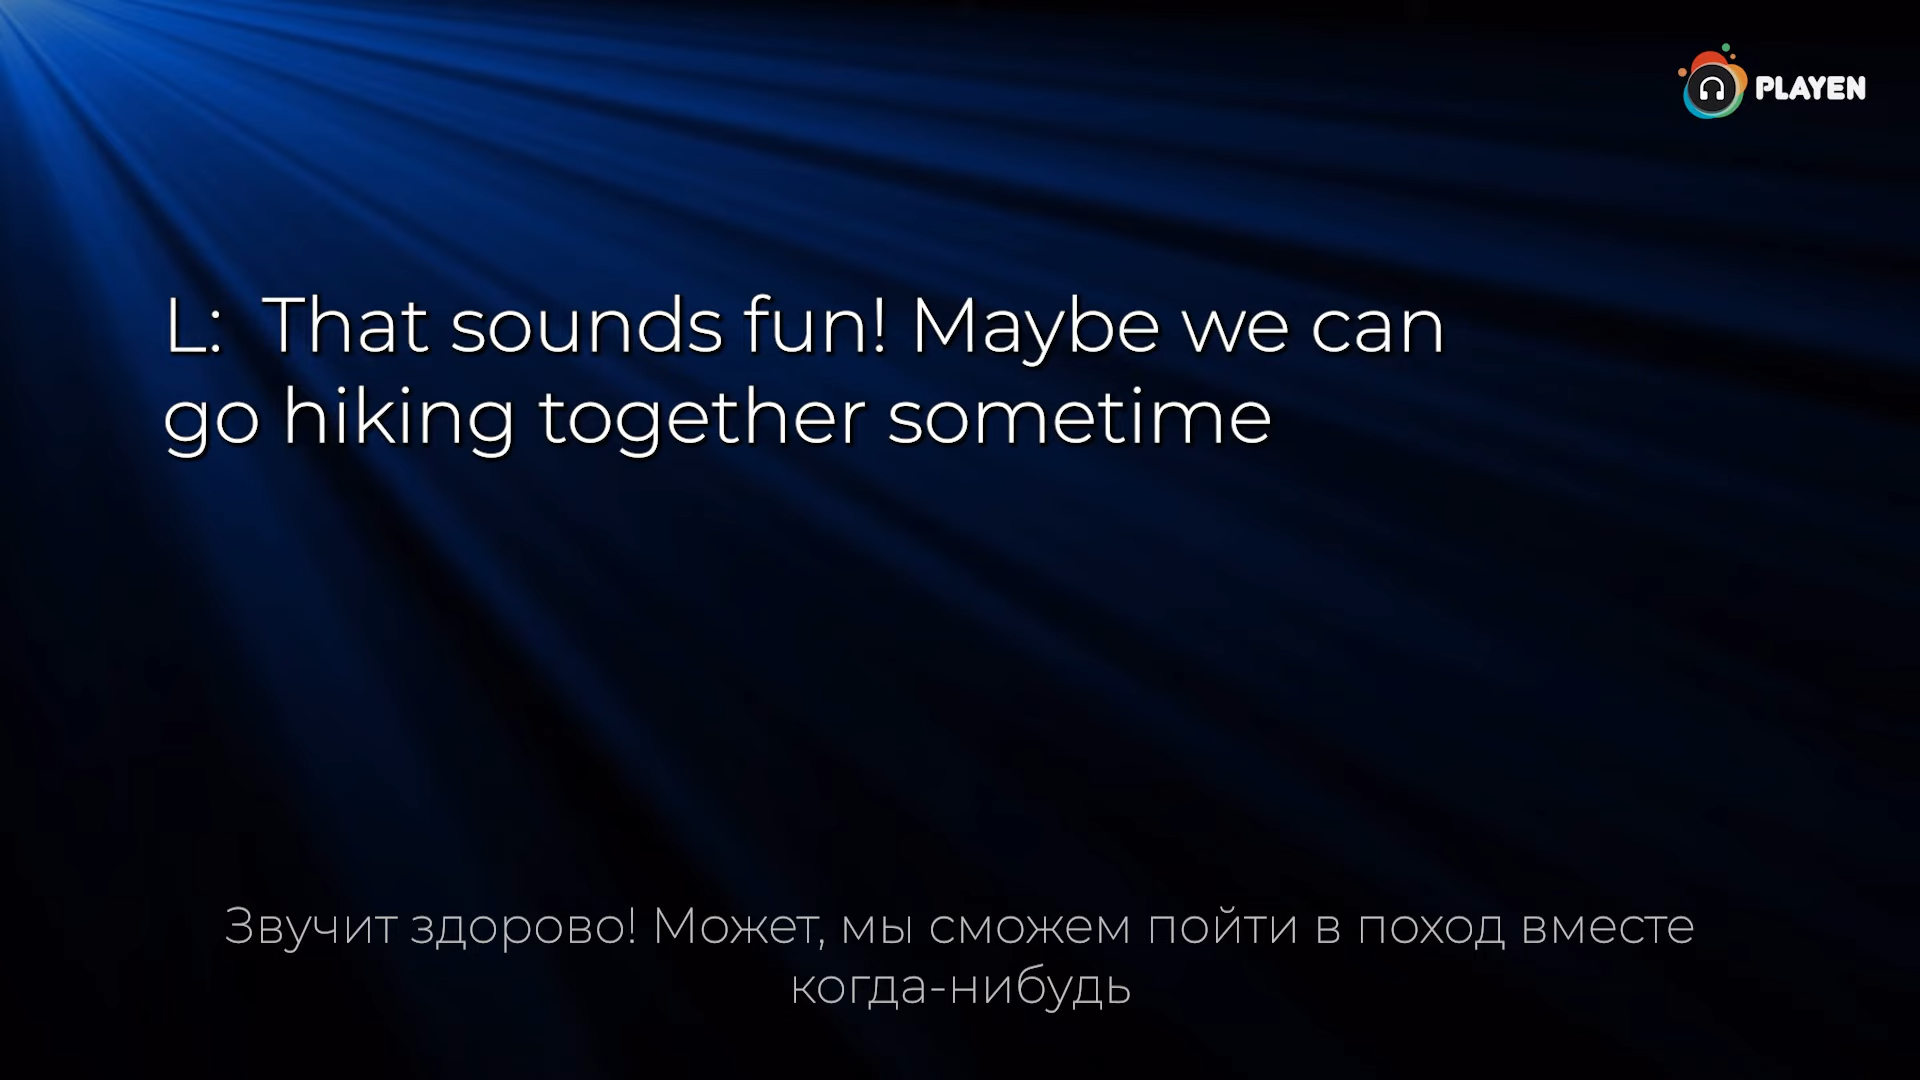 PLAYEN
L: That sounds fun! Maybe we can
go hiking together sometime
Звучит здорово! Может, мы сможем пойти в поход вместе
когда-нибудь